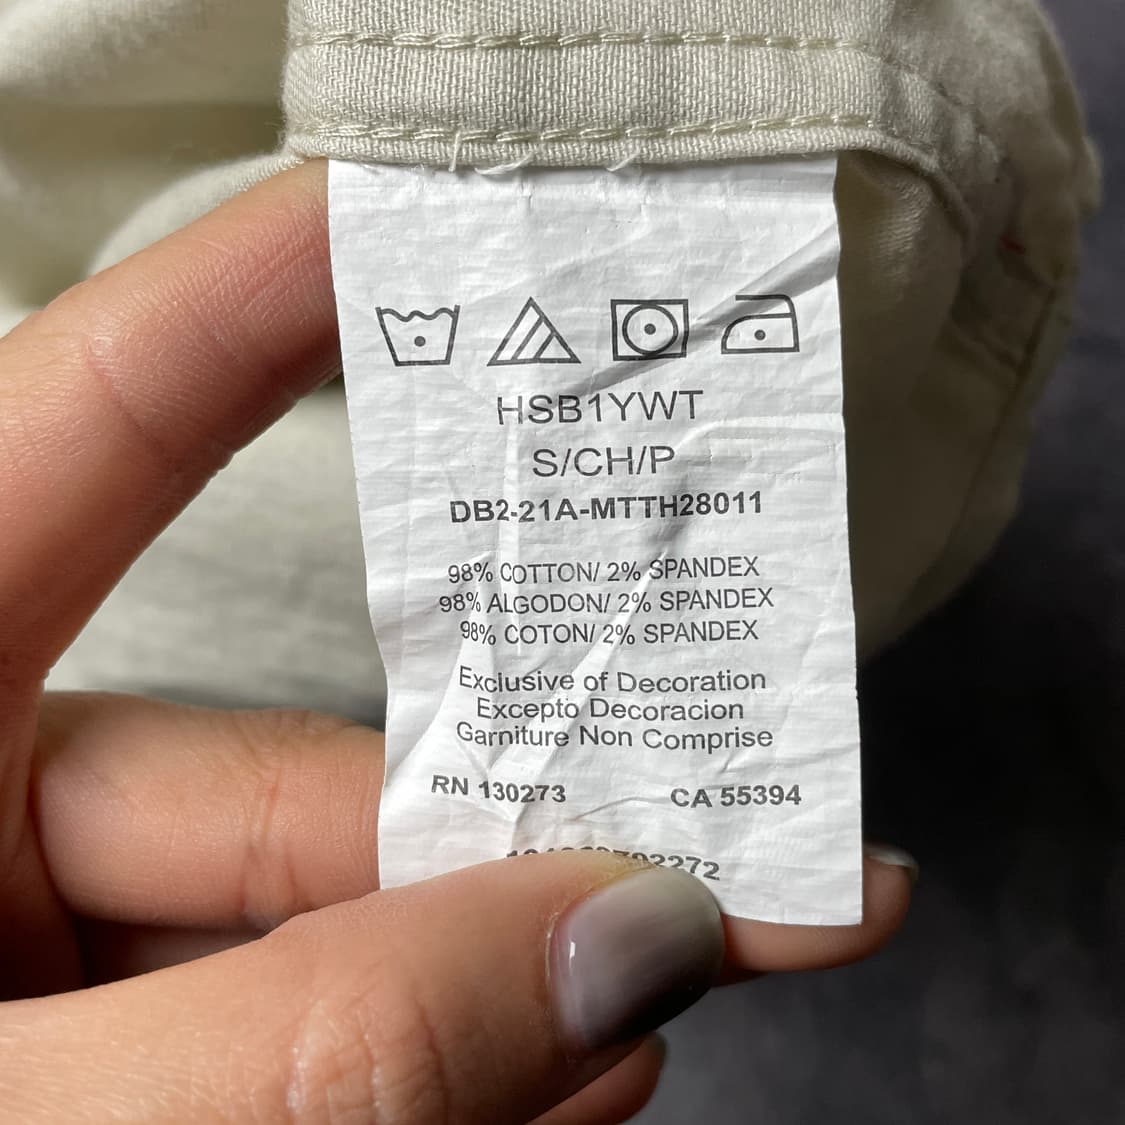 HSB1YWT
S/CH/P
DB2-21A-MTTH28011
98% COTTON/ 2% SPANDEX
98% ALGODON/ 2% SPANDEX
98% COTON/ 2% SPANDEX
Exclusive of Decoration
Excepto Decoracion
Garniture Non Comprise
RN 130273 CA 55394